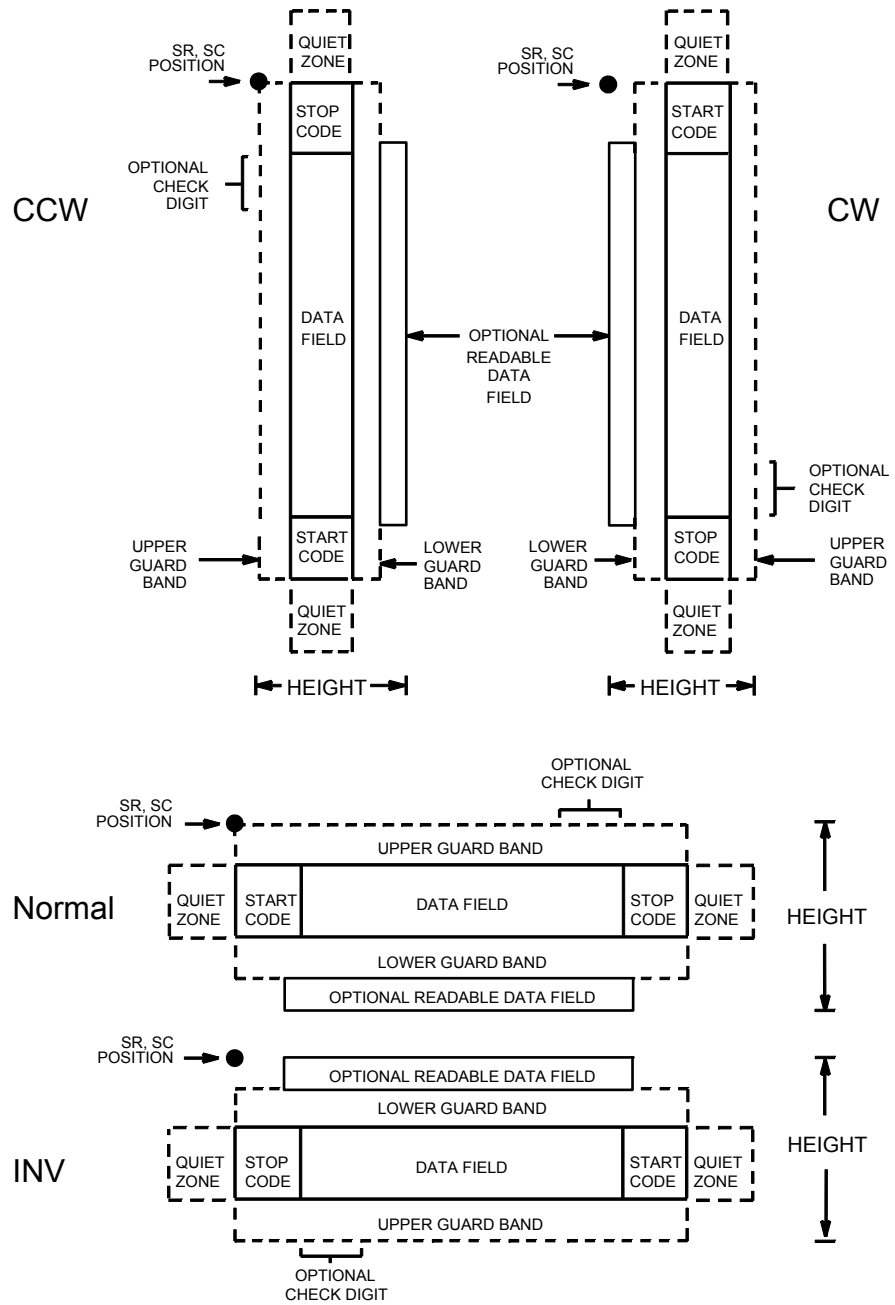 QUIET
ZONE
SR, SC
POSITION
STOP
CODE
OPTIONAL
CHECK
DIGIT
CCW
DATA
FIELD
START
CODE
UPPER
GUARD
BAND
LOWER
GUARD
BAND
QUIET
ZONE
HEIGHT
OPTIONAL
READABLE
DATA
FIELD
QUIET
ZONE
SR, SC
POSITION
START
CODE
CW
DATA
FIELD
OPTIONAL
CHECK
DIGIT
STOP
CODE
LOWER
GUARD
BAND
UPPER
GUARD
BAND
QUIET
ZONE
HEIGHT
OPTIONAL
CHECK DIGIT
SR, SC
POSITION
UPPER GUARD BAND
Normal
QUIET
ZONE
START
CODE
DATA FIELD
STOP
CODE
QUIET
ZONE
HEIGHT
LOWER GUARD BAND
OPTIONAL READABLE DATA FIELD
SR, SC
POSITION
OPTIONAL READABLE DATA FIELD
LOWER GUARD BAND
INV
QUIET
ZONE
STOP
CODE
DATA FIELD
START
CODE
QUIET
ZONE
HEIGHT
UPPER GUARD BAND
OPTIONAL
CHECK DIGIT